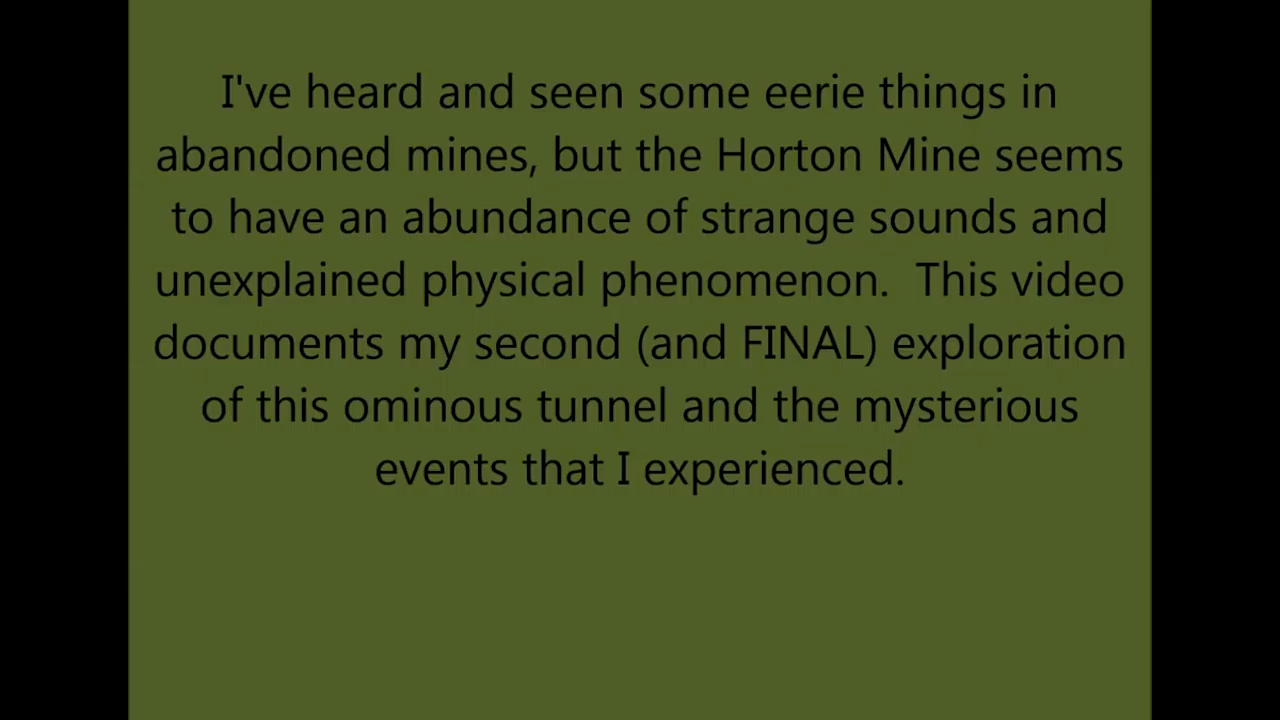 I've heard and seen some eerie things in
abandoned mines, but the Horton Mine seems
to have an abundance of strange sounds and
unexplained physical phenomenon.  This video
documents my second (and FINAL) exploration
of this ominous tunnel and the mysterious
events that I experienced.